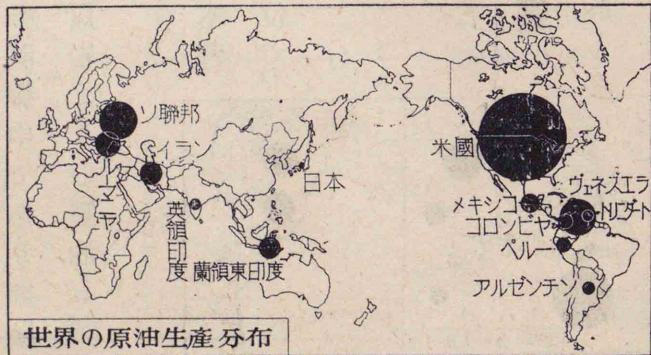 ソ聯邦
イラン
ルーマニヤ
英領印度
蘭領東印度
日本
米國
メキシコ
コロンビヤ
ペルー
ヴェネズエラ
トリニダード
アルゼンチン
世界の原油生産分布